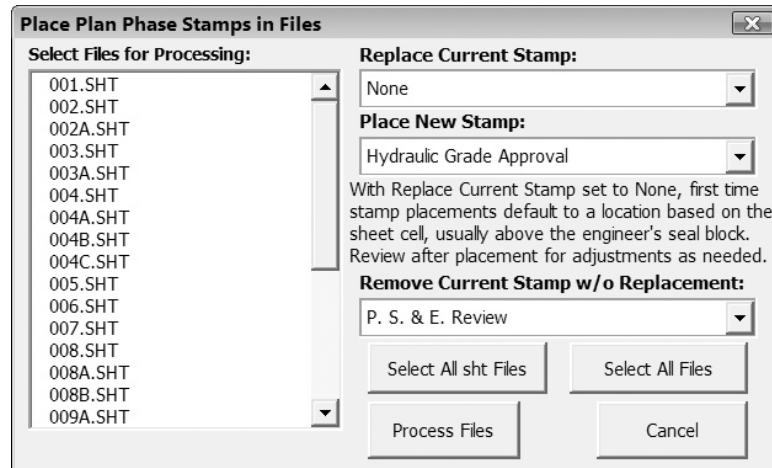 Place Plan Phase Stamps in Files
Select Files for Processing:
001.SHT
002.SHT
002A.SHT
003.SHT
003A.SHT
004.SHT
004A.SHT
004B.SHT
004C.SHT
005.SHT
006.SHT
007.SHT
008.SHT
008A.SHT
008B.SHT
009A.SHT
Replace Current Stamp:
None
Place New Stamp:
Hydraulic Grade Approval
With Replace Current Stamp set to None, first time
stamp placements default to a location based on the
sheet cell, usually above the engineer's seal block.
Review after placement for adjustments as needed.
Remove Current Stamp w/o Replacement:
P. S. & E. Review
Select All sht Files
Select All Files
Process Files
Cancel